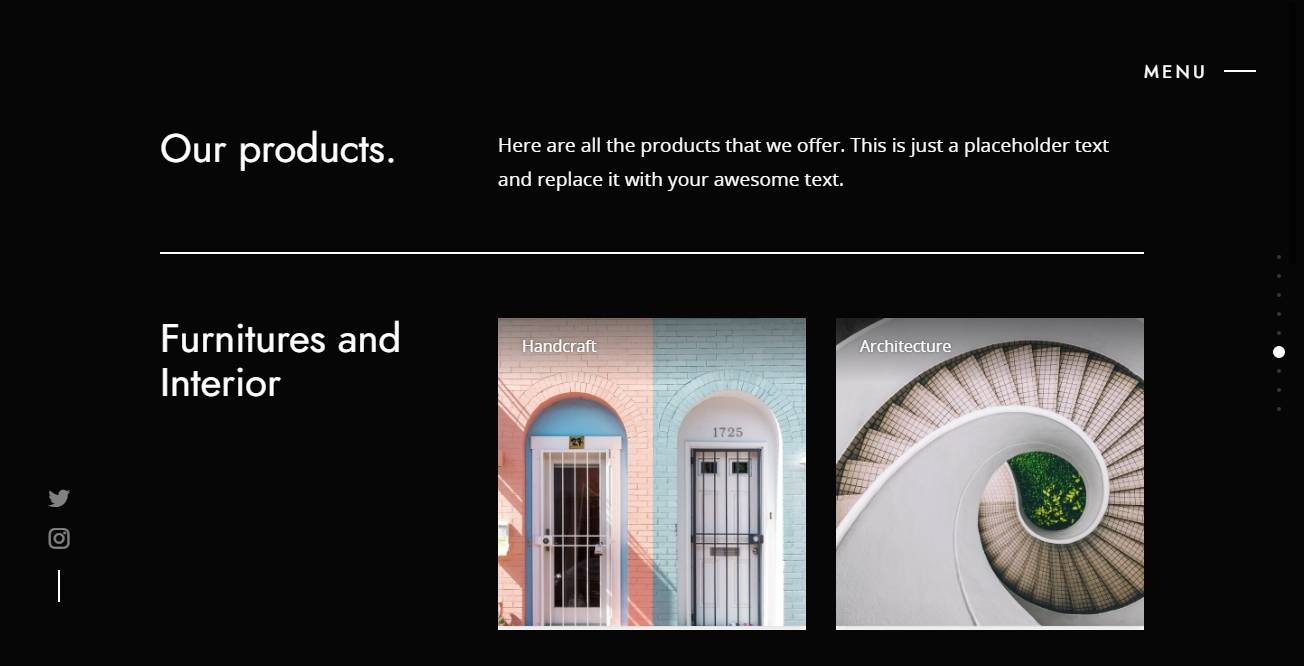 MENU
Our products.
Here are all the products that we offer. This is just a placeholder text
and replace it with your awesome text.
Furnitures and
Interior
Handcraft
Architecture
1725